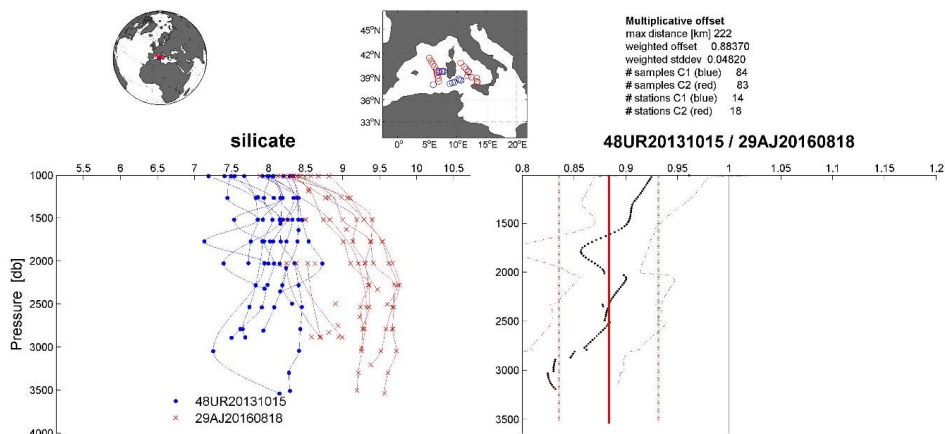 Multiplicative offset
max distance [km] 222
weighted offset 0.88370
weighted stddev 0.04820
# samples C1 (blue) 84
# samples C2 (red) 83
# stations C1 (blue) 14
# stations C2 (red) 18
45°N
42°N
39°N
36°N
33°N
0° 5°E 10°E 15°E 20°E
silicate
48UR20131015 / 29AJ20160818
5.5 6 6.5 7 7.5 8 8.5 9 9.5 10 10.5
0.8 0.85 0.9 0.95 1 1.05 1.1 1.15 1.2
1000
1500
2000
2500
3000
3500
4000
Pressure [db]
48UR20131015
29AJ20160818
1500
2000
2500
3000
3500